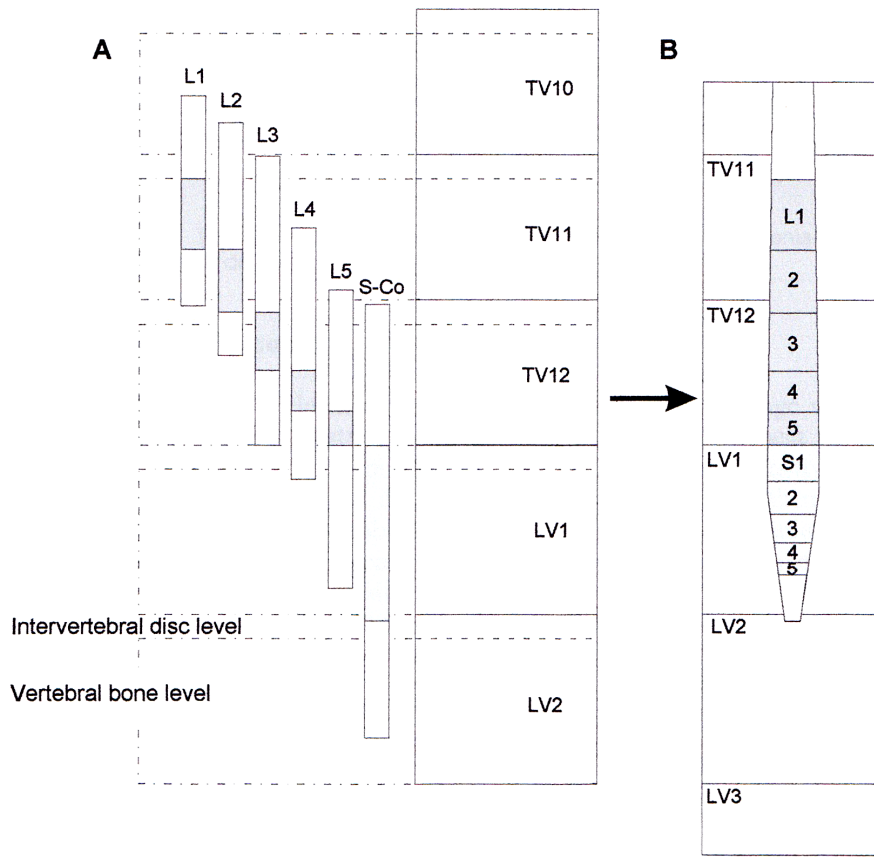 A
L1
L2
L3
L4
L5
S-Co
TV10
TV11
TV12
LV1
LV2
Intervertebral disc level
Vertebral bone level
B
TV11
TV12
LV1
LV2
LV3
L1
2
3
4
5
S1
2
3
4
5